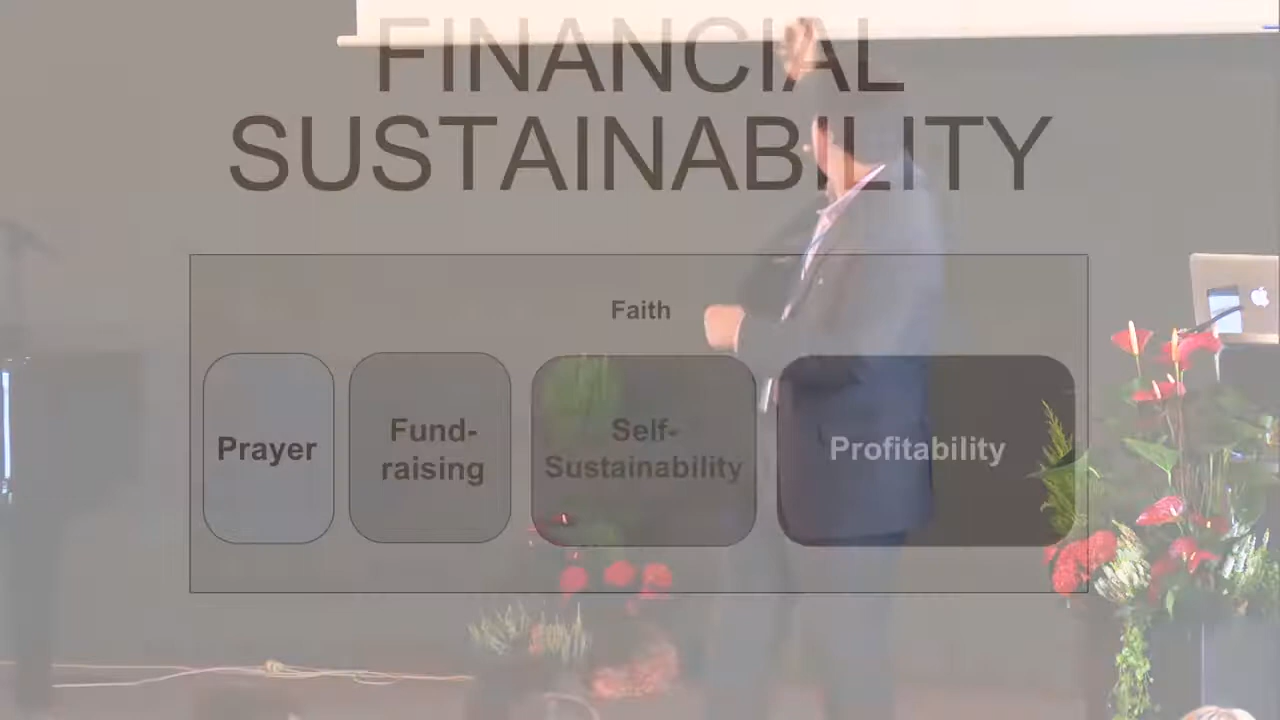 FINANCIAL
SUSTAINABILITY
Faith
Prayer
Fund-
raising
Self-
Sustainability
Profitability